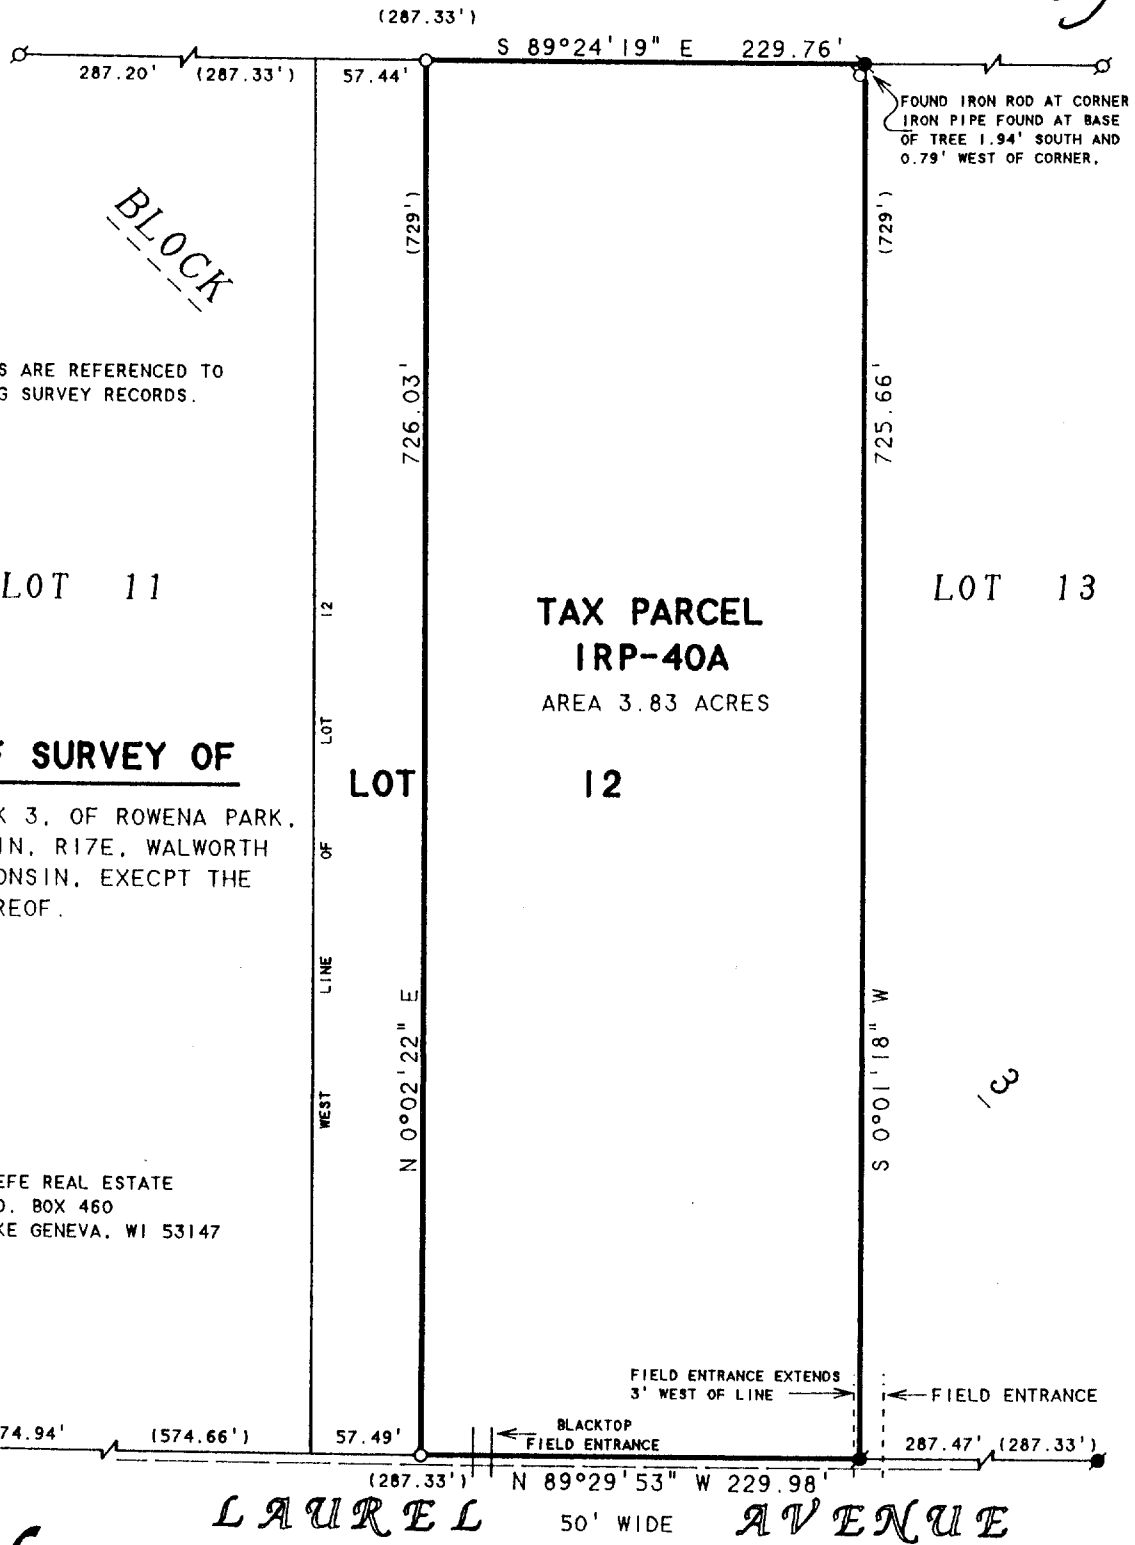 (287.33')
S 89°24'19" E 229.76'
287.20' (287.33') 57.44'
FOUND IRON ROD AT CORNER
IRON PIPE FOUND AT BASE
OF TREE 1.94' SOUTH AND
0.79' WEST OF CORNER.
BLOCK
(729')
(729')
S ARE REFERENCED TO
G SURVEY RECORDS.
726.03'
725.66'
LOT 11
LOT 13
TAX PARCEL
IRP-40A
AREA 3.83 ACRES
SURVEY OF
LOT 12
K 3, OF ROWENA PARK,
IN, R17E, WALWORTH
ONSIN, EXECPT THE
REOF.
WEST LINE OF LOT 12
N 0°02'22" E
S 0°01'18" W
13
EFE REAL ESTATE
O. BOX 460
KE GENEVA, WI 53147
FIELD ENTRANCE EXTENDS
3' WEST OF LINE
FIELD ENTRANCE
BLACKTOP
FIELD ENTRANCE
74.94' (574.66') 57.49'
287.47' (287.33')
(287.33') N 89°29'53" W 229.98'
LAUREL AVENUE
50' WIDE